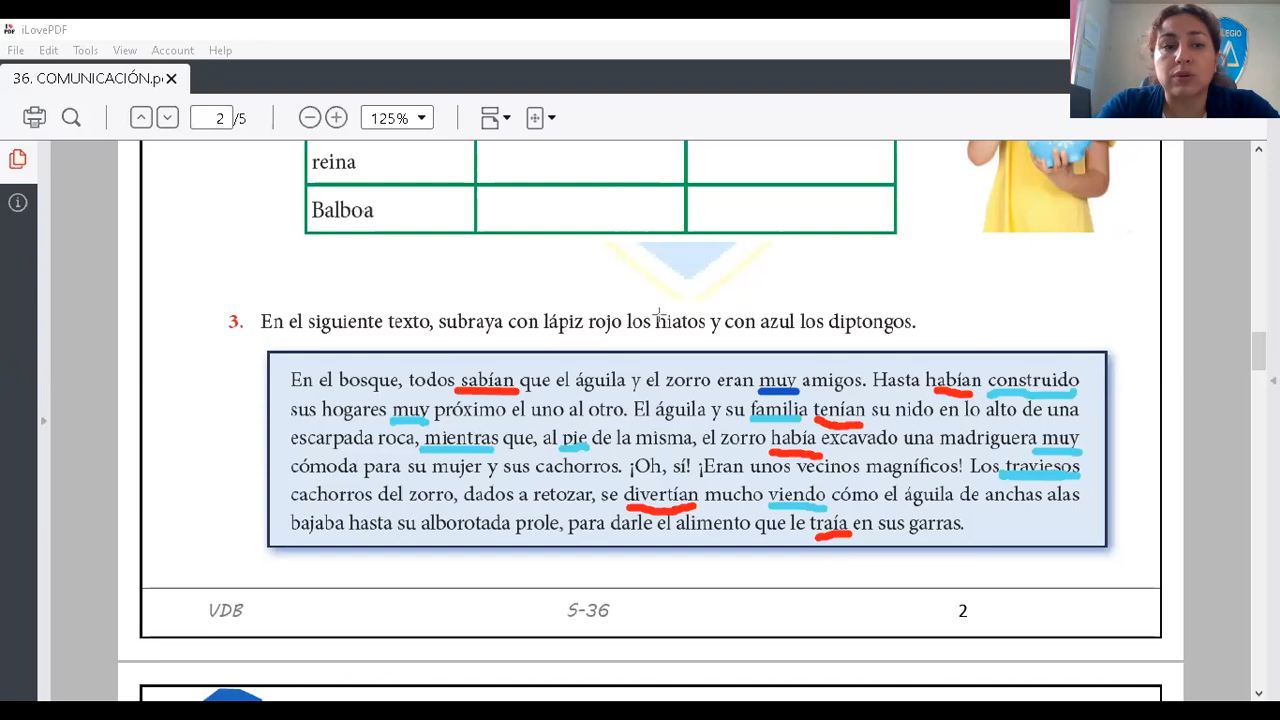 iLovePDF
File Edit Tools View Account Help
36. COMUNICACIÓN.p
2 /5
125%
OLEGIO
reina
Balboa
3. En el siguiente texto, subraya con lápiz rojo los hiatos y con azul los diptongos.
En el bosque, todos sabían que el águila y el zorro eran muy amigos. Hasta habían construido
sus hogares muy próximo el uno al otro. El águila y su familia tenían su nido en lo alto de una
escarpada roca, mientras que, al pie de la misma, el zorro había excavado una madriguera muy
cómoda para su mujer y sus cachorros. ¡Oh, sí! ¡Eran unos vecinos magníficos! Los traviesos
cachorros del zorro, dados a retozar, se divertían mucho viendo cómo el águila de anchas alas
bajaba hasta su alborotada prole, para darle el alimento que le traía en sus garras.
VDB S-36 2